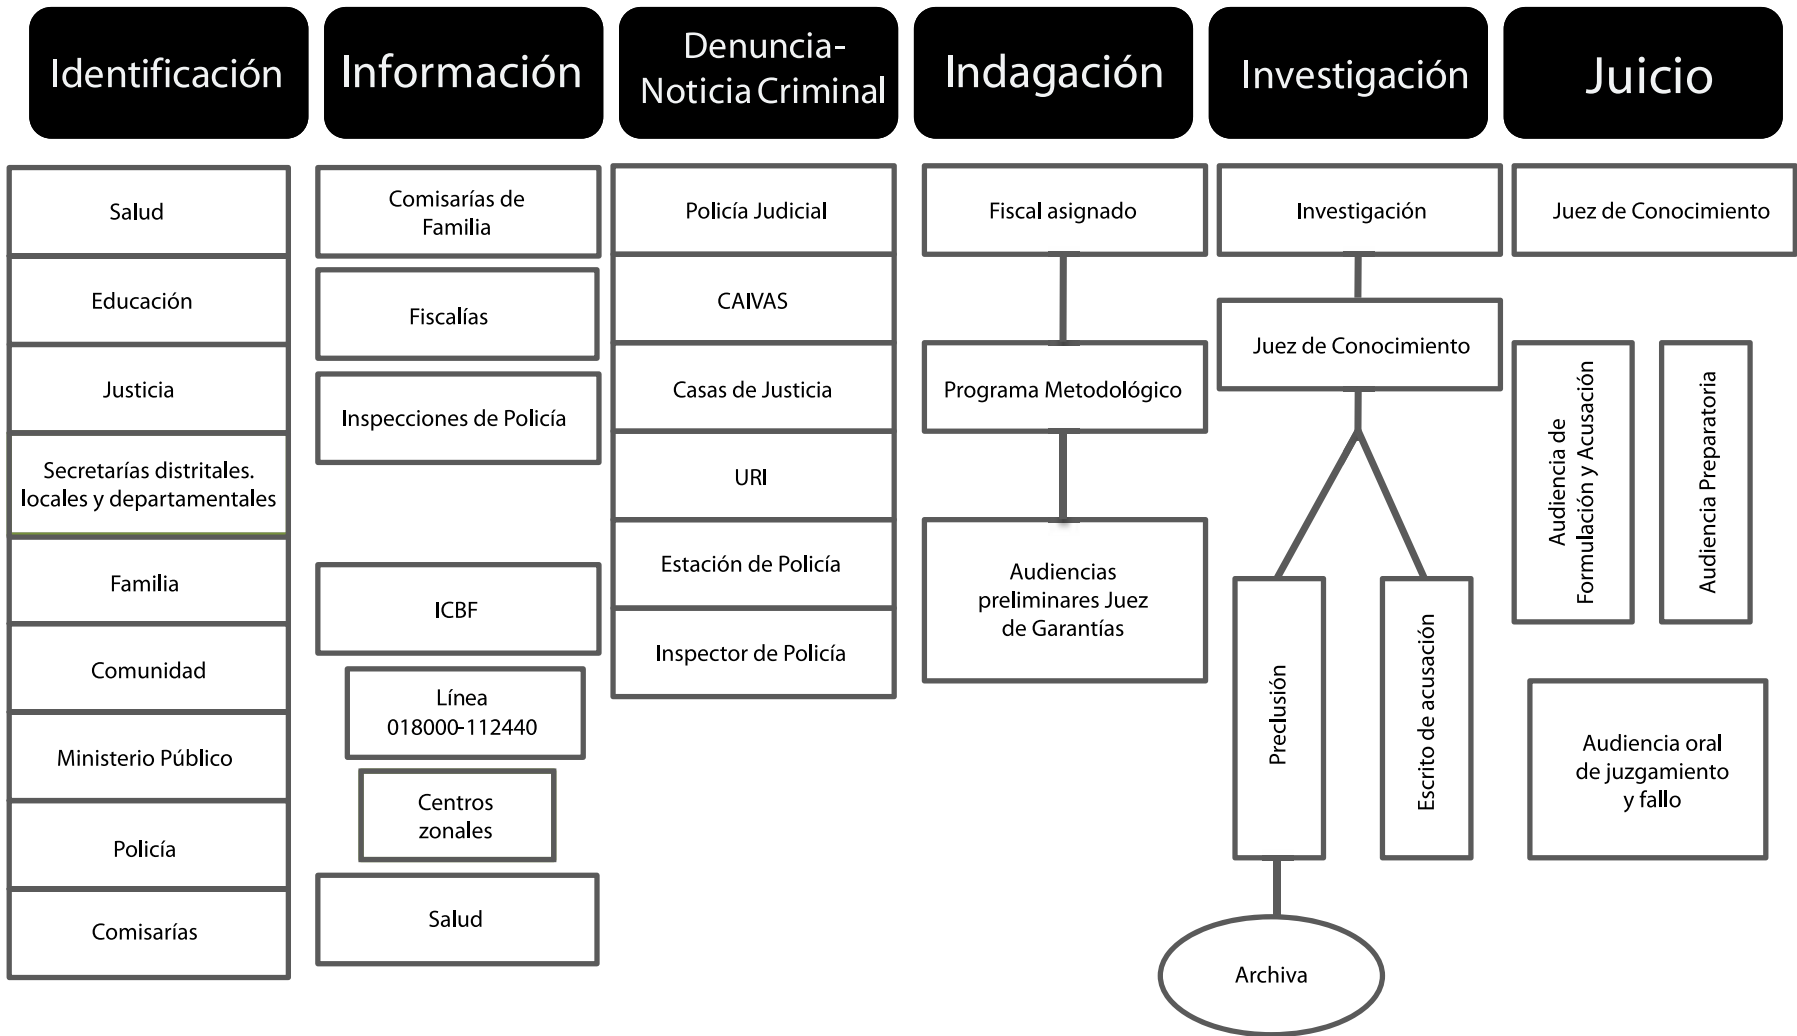 Identificación
Información
Denuncia-
Noticia Criminal
Indagación
Investigación
Juicio
Salud
Educación
Justicia
Secretarías distritales.
locales y departamentales
Familia
Comunidad
Ministerio Público
Policía
Comisarías
Comisarías de
Familia
Fiscalías
Inspecciones de Policía
ICBF
Línea
018000-112440
Centros
zonales
Salud
Policía Judicial
CAIVAS
Casas de Justicia
URI
Estación de Policía
Inspector de Policía
Fiscal asignado
Programa Metodológico
Audiencias
preliminares Juez
de Garantías
Investigación
Juez de Conocimiento
Preclusión
Escrito de acusación
Archiva
Juez de Conocimiento
Audiencia de
Formulación y Acusación
Audiencia Preparatoria
Audiencia oral
de juzgamiento
y fallo